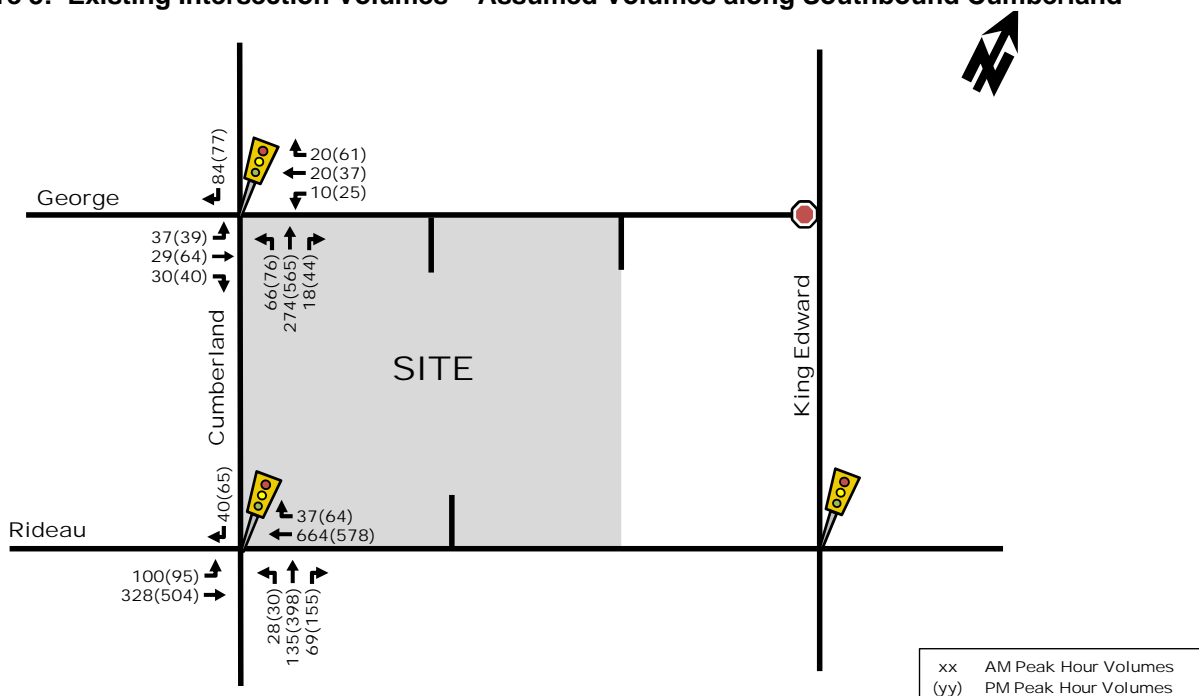 Existing Intersection Volumes – Assumed Volumes along Southbound Cumberland
N
84(77)
20(61)
20(37)
10(25)
George
37(39)
29(64)
30(40)
66(76)
274(565)
18(44)
Cumberland
SITE
King Edward
40(65)
37(64)
664(578)
Rideau
100(95)
328(504)
28(30)
135(398)
69(155)
xx AM Peak Hour Volumes
(yy) PM Peak Hour Volumes